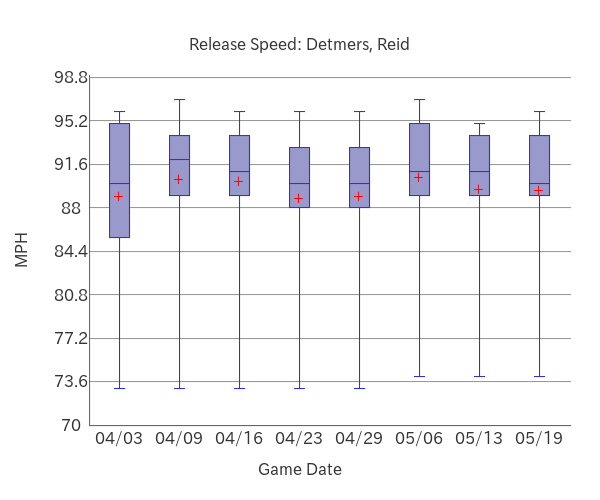 Release Speed: Detmers, Reid
98.8
95.2
91.6
88
84.4
80.8
77.2
73.6
70
MPH
04/03 04/09 04/16 04/23 04/29 05/06 05/13 05/19
Game Date